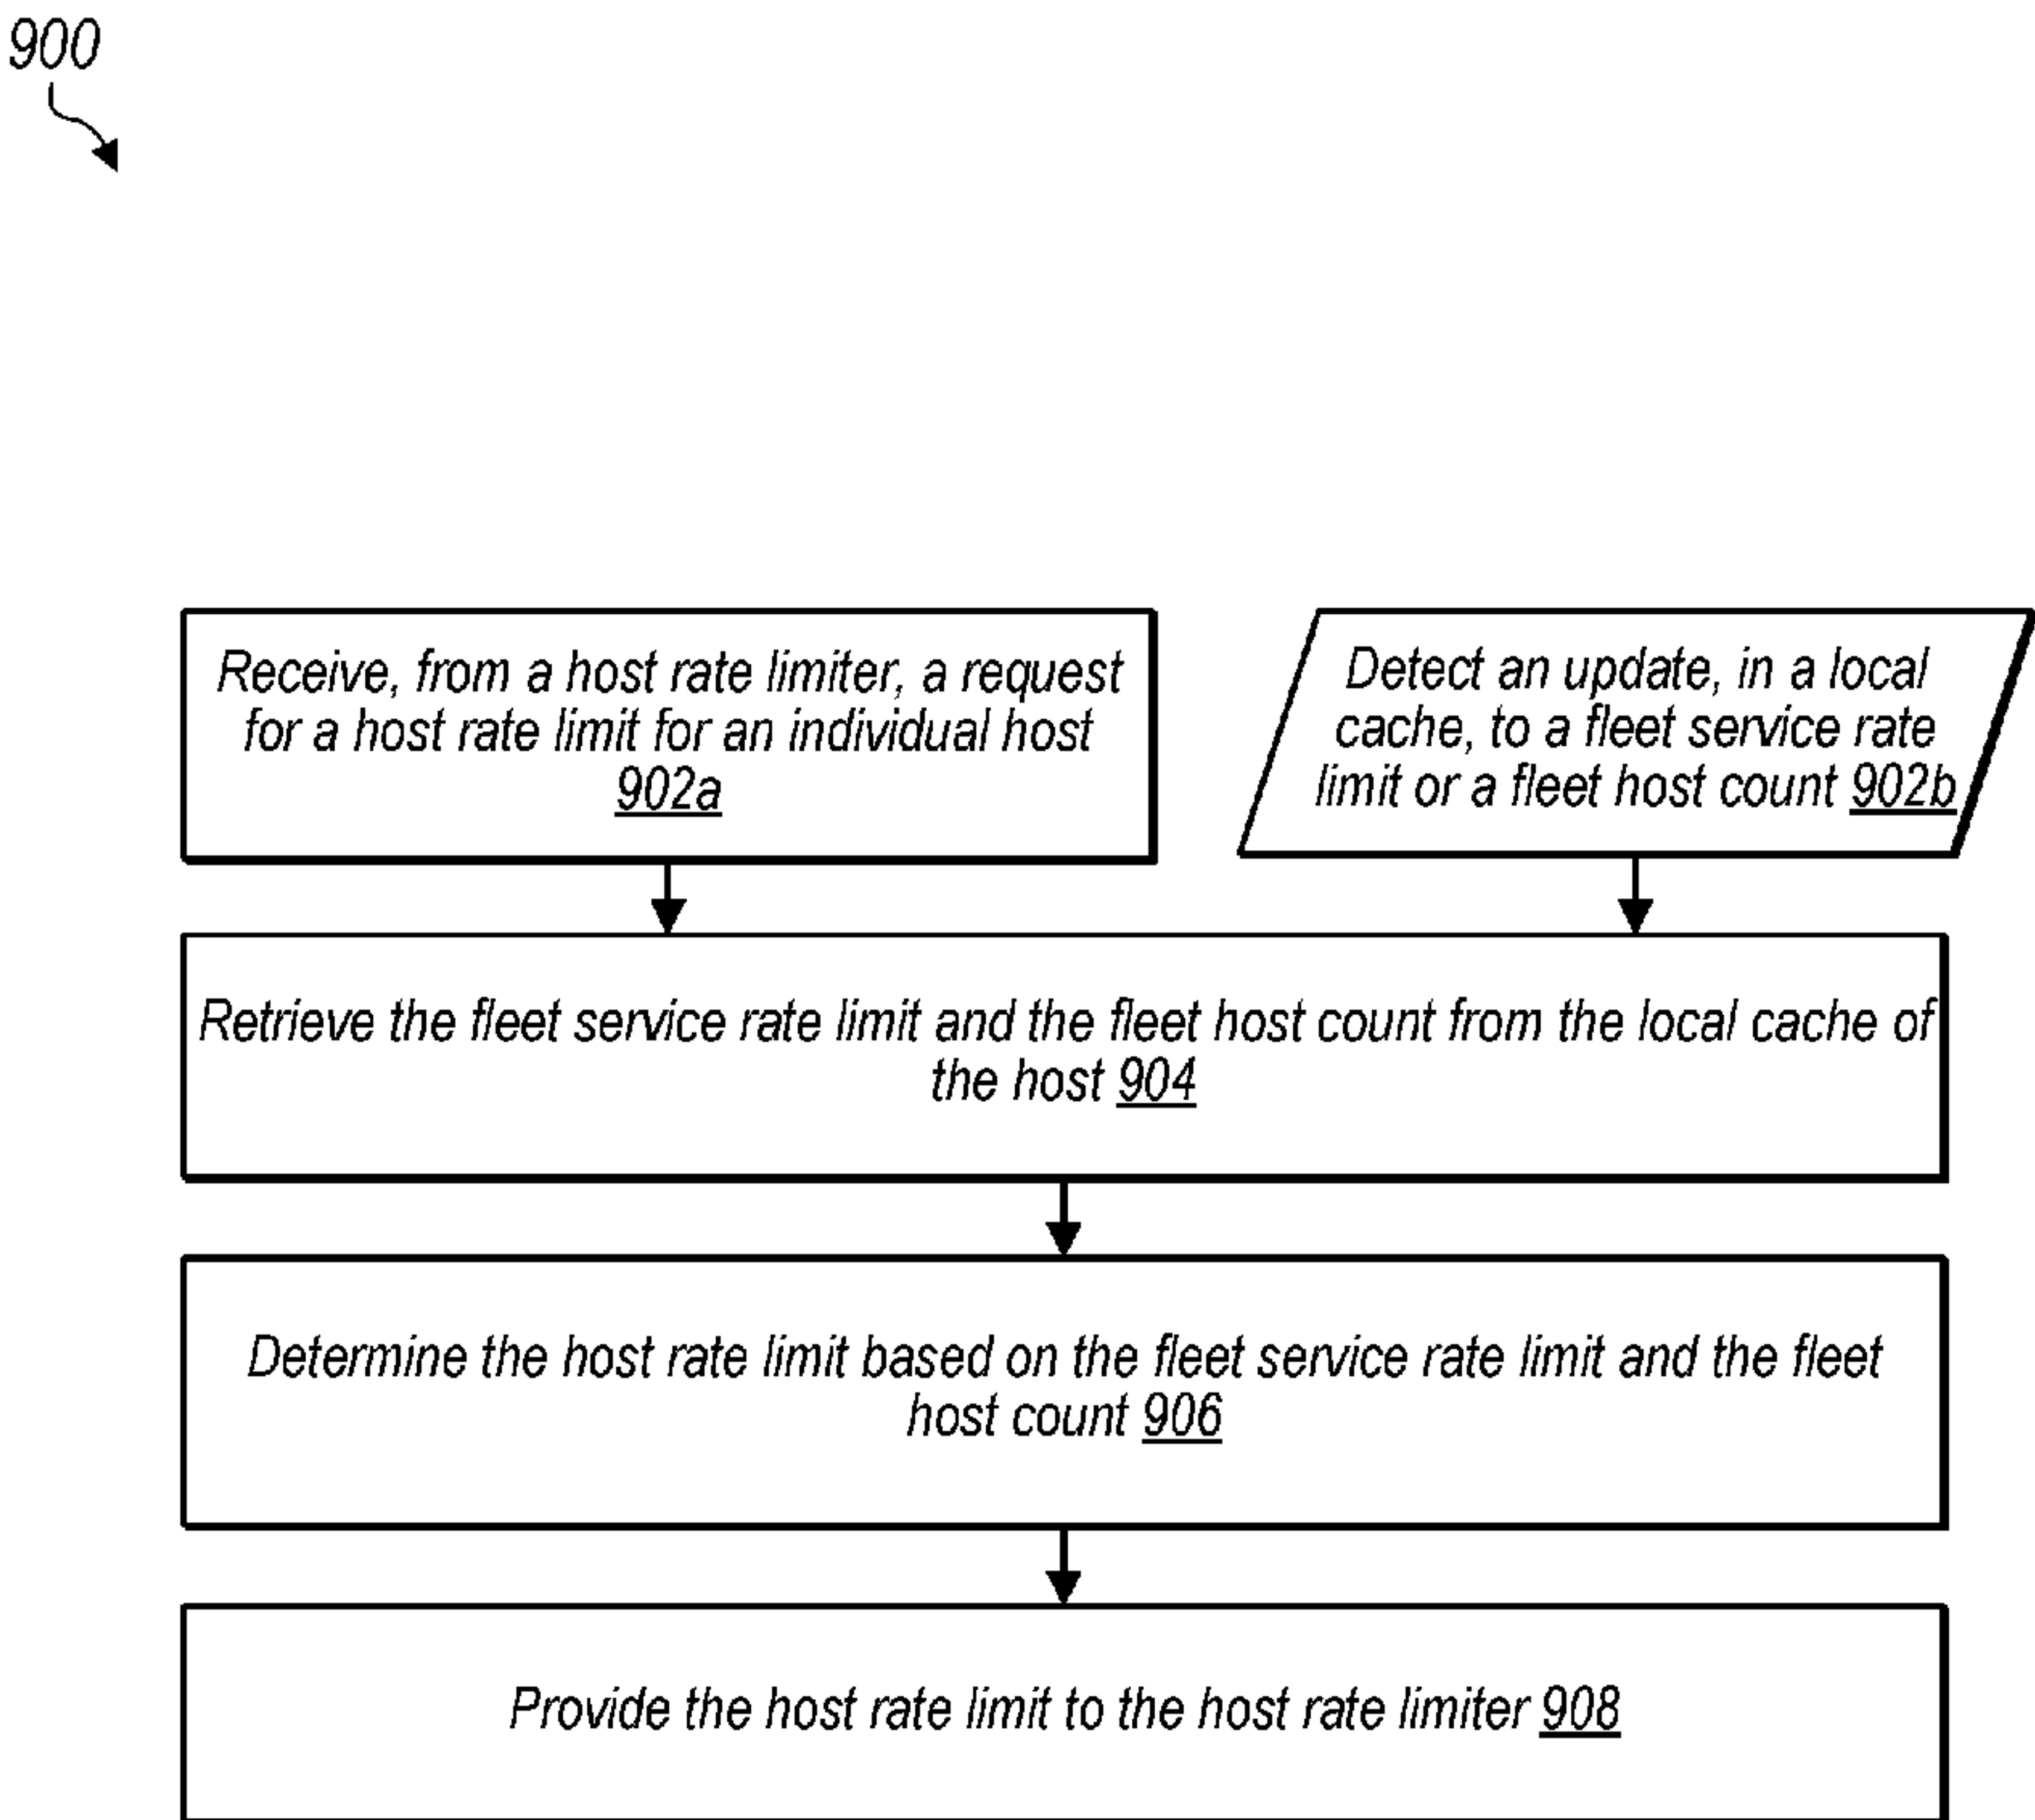 900
Receive, from a host rate limiter, a request
for a host rate limit for an individual host
902a
Detect an update, in a local
cache, to a fleet service rate
limit or a fleet host count 902b
Retrieve the fleet service rate limit and the fleet host count from the local cache of
the host 904
Determine the host rate limit based on the fleet service rate limit and the fleet
host count 906
Provide the host rate limit to the host rate limiter 908